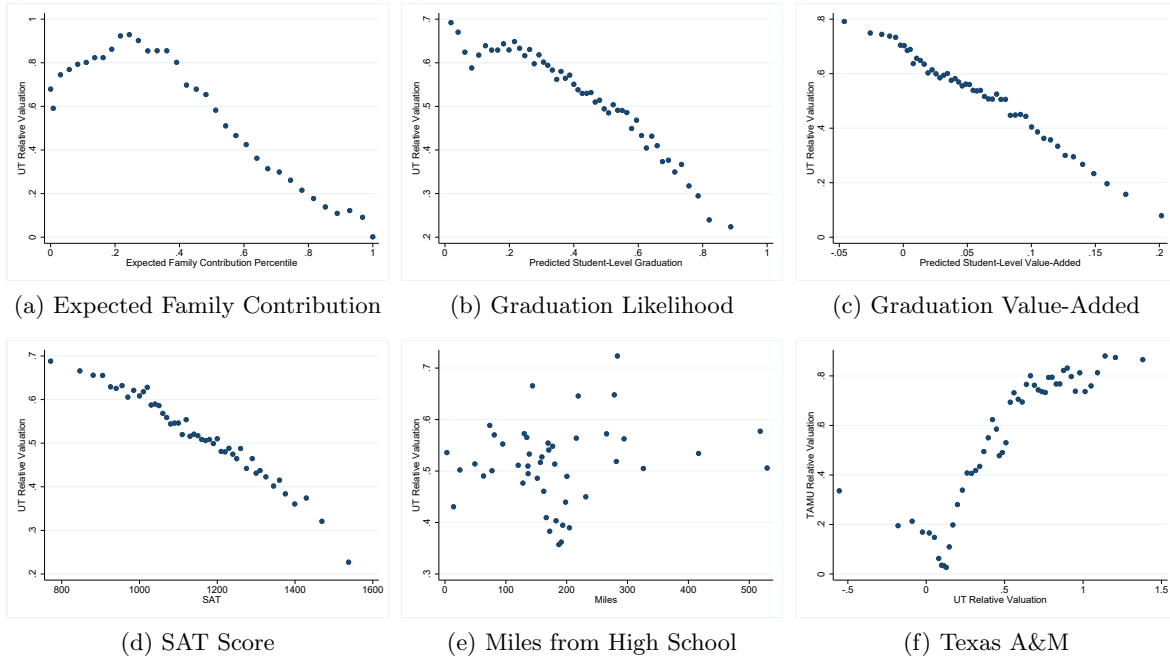 UT Relative Valuation
0 .2 .4 .6 .8 1
0 .2 .4 .6 .8 1
Expected Family Contribution Percentile
(a) Expected Family Contribution
UT Relative Valuation
.2 .3 .4 .5 .6 .7
0 .2 .4 .6 .8 1
Predicted Student-Level Graduation
(b) Graduation Likelihood
UT Relative Valuation
0 .2 .4 .6 .8
-.05 0 .05 .1 .15 .2
Predicted Student-Level Value-Added
(c) Graduation Value-Added
UT Relative Valuation
.2 .3 .4 .5 .6 .7
800 1000 1200 1400 1600
SAT
(d) SAT Score
UT Relative Valuation
.3 .4 .5 .6 .7
0 100 200 300 400 500
Miles
(e) Miles from High School
TAMU Relative Valuation
0 .2 .4 .6 .8
-.5 0 .5 1 1.5
UT Relative Valuation
(f) Texas A&M